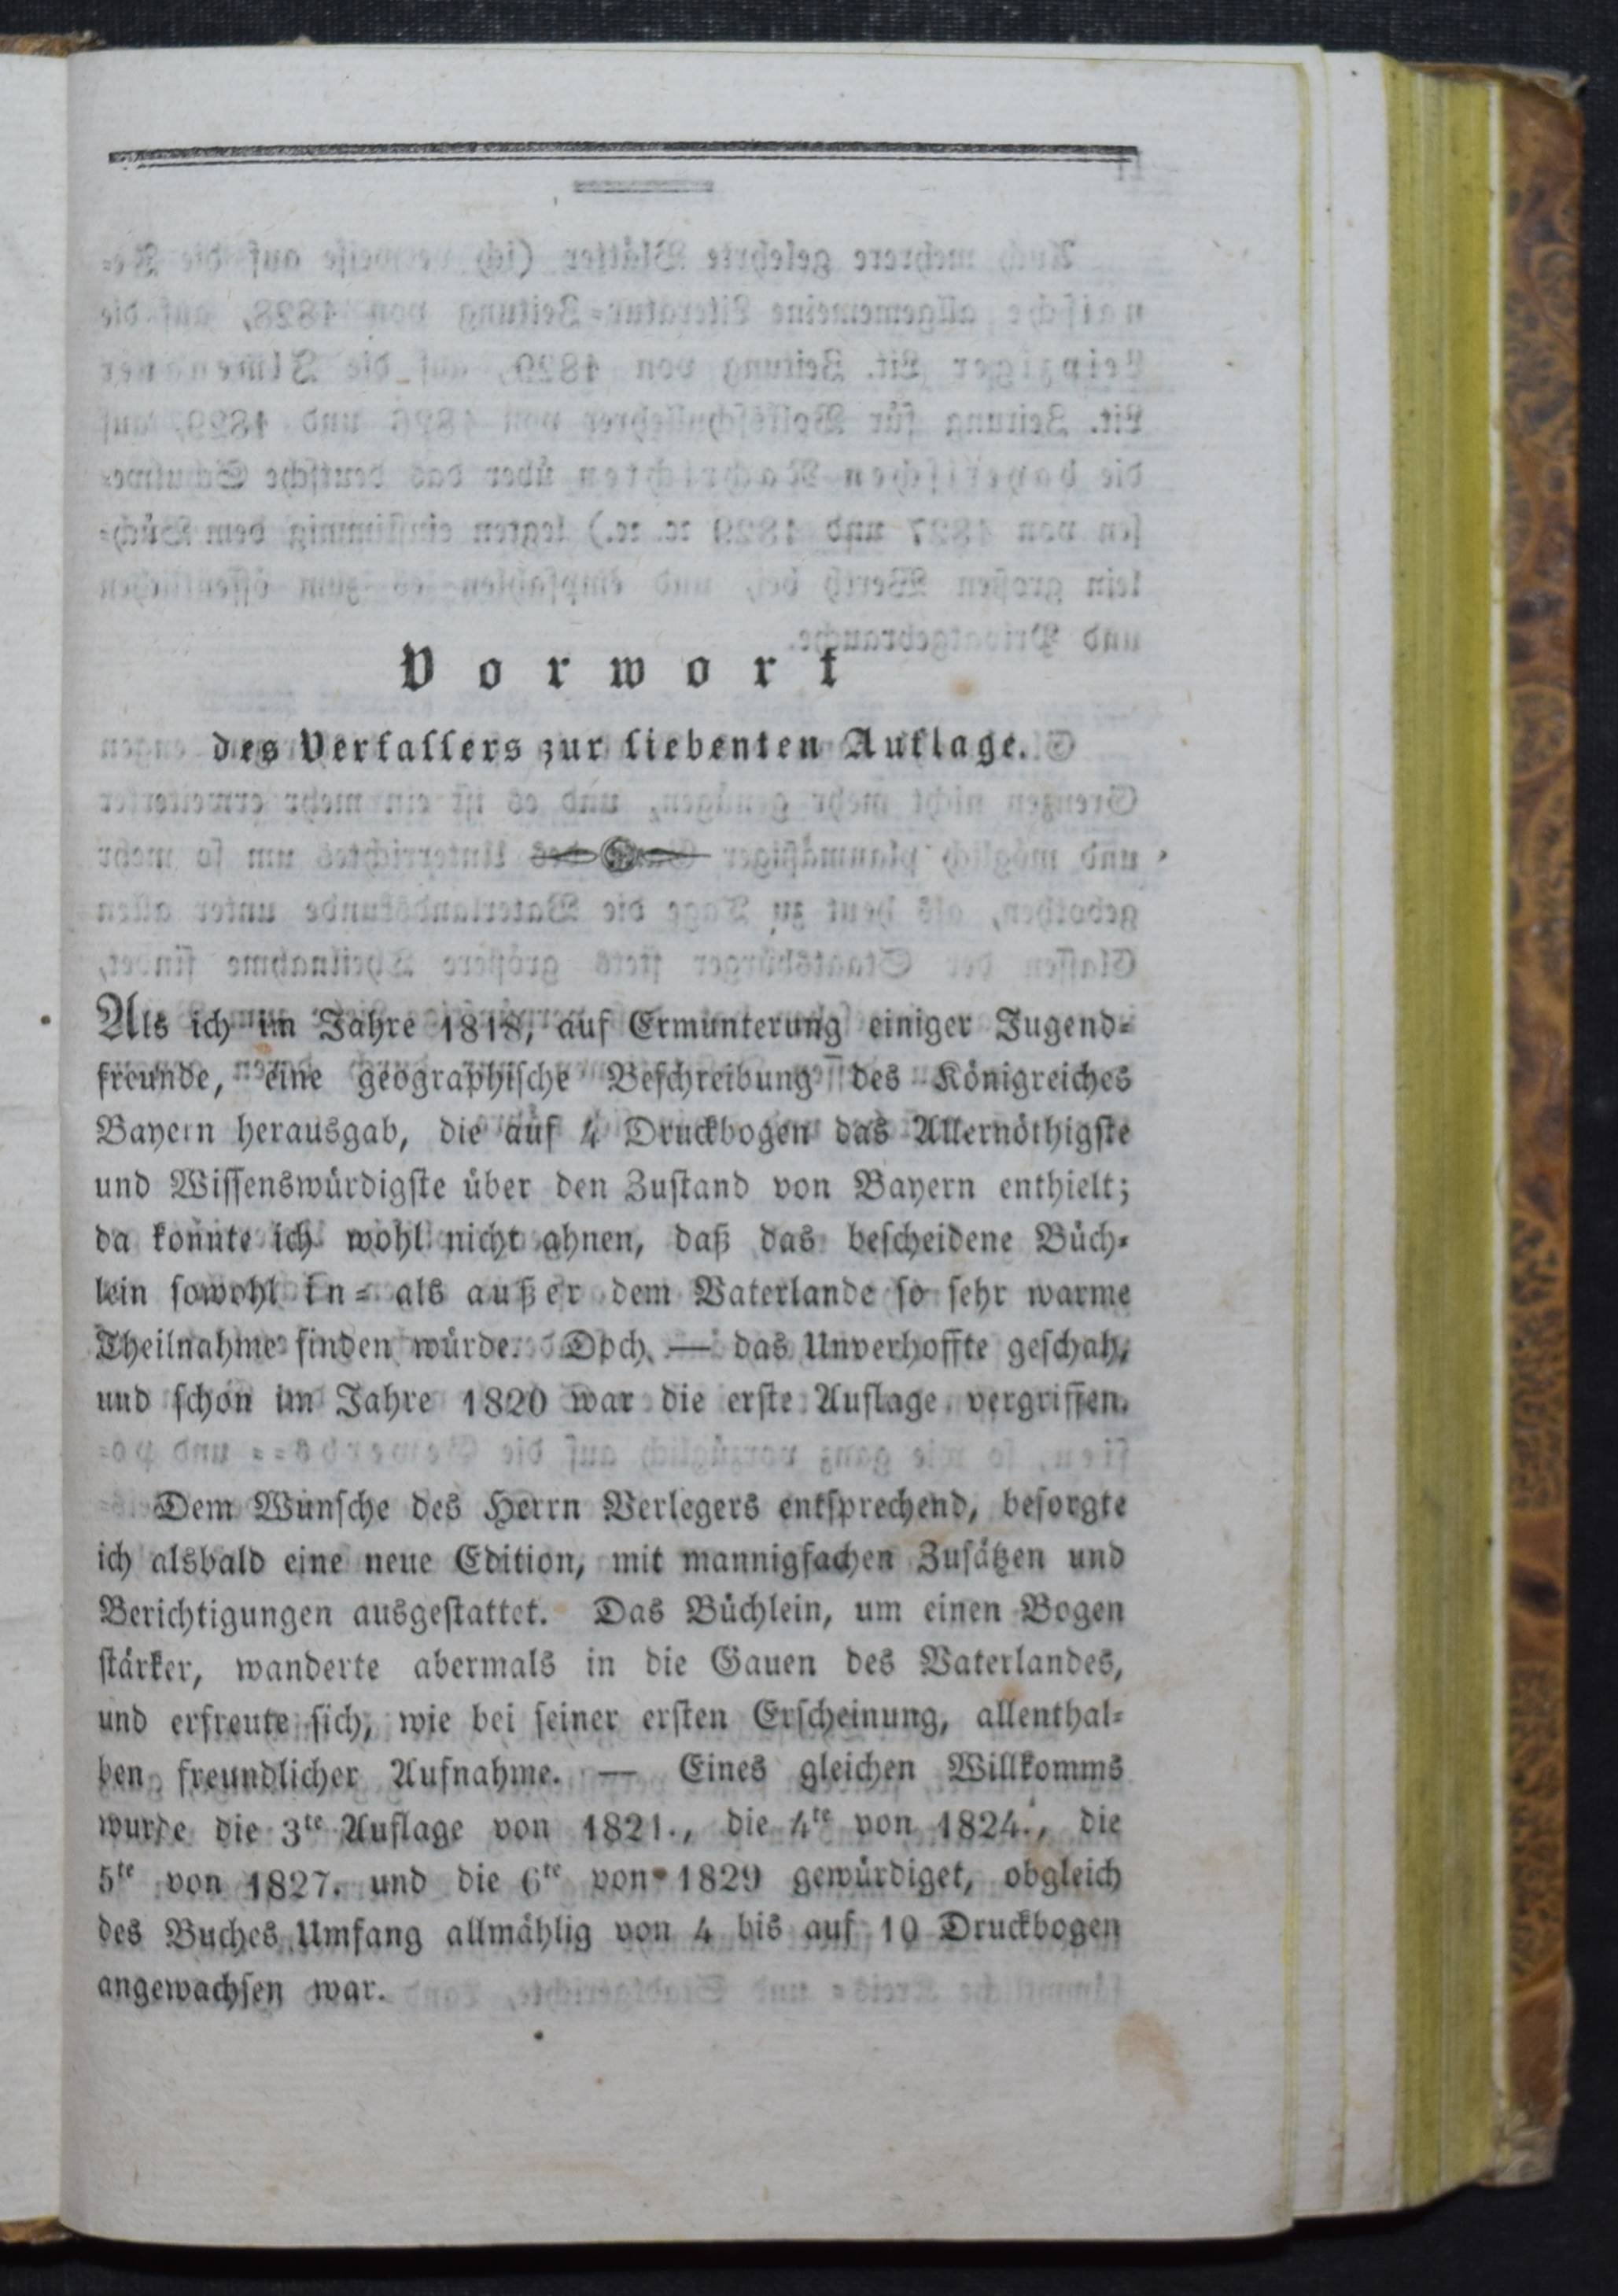 Vorwort
des Verfassers zur siebenten Auflage.
Als ich im Jahre 1818, auf Ermunterung einiger Jugend-
freunde, eine geographische Beschreibung des Königreiches
Bayern herausgab, die auf 4 Druckbogen das Allernöthigste
und Wissenswürdigste über den Zustand von Bayern enthielt;
da konnte ich wohl nicht ahnen, daß das bescheidene Büch-
lein sowohl in- als außer dem Vaterlande so sehr warme
Theilnahme finden würde. Doch — das Unverhoffte geschah,
und schon im Jahre 1820 war die erste Auflage vergriffen.
Dem Wunsche des Herrn Verlegers entsprechend, besorgte
ich alsbald eine neue Edition, mit mannigfachen Zusätzen und
Berichtigungen ausgestattet. Das Büchlein, um einen Bogen
stärker, wanderte abermals in die Gauen des Vaterlandes,
und erfreute sich, wie bei seiner ersten Erscheinung, allenthal-
ben freundlicher Aufnahme. — Eines gleichen Willkomms
wurde die 3te Auflage von 1821., die 4te von 1824., die
5te von 1827. und die 6te von 1829 gewürdiget, obgleich
des Buches Umfang allmählig von 4 bis auf 10 Druckbogen
angewachsen war.